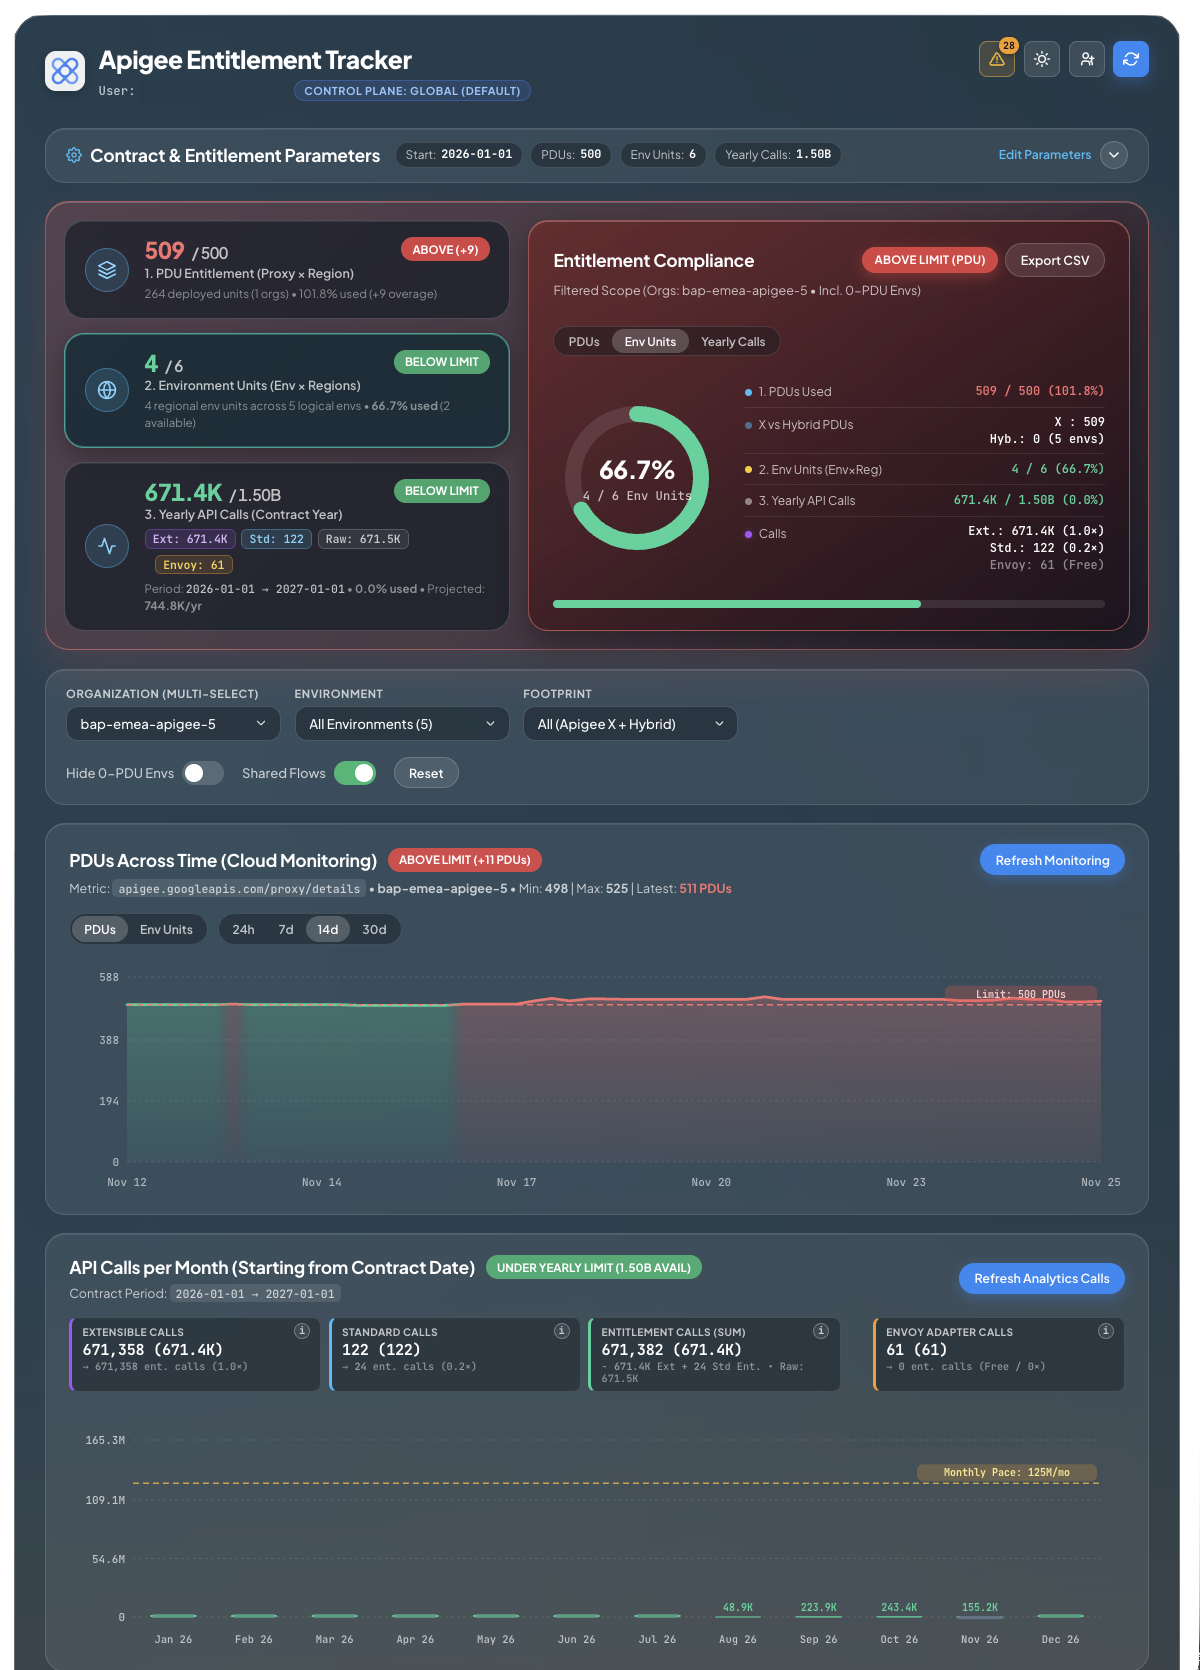 Apigee Entitlement Tracker
User:
CONTROL PLANE: GLOBAL (DEFAULT)
28
Contract & Entitlement Parameters
Start: 2026-01-01
PDUs: 500
Env Units: 6
Yearly Calls: 1.50B
Edit Parameters
509 / 500
ABOVE (+9)
1. PDU Entitlement (Proxy × Region)
264 deployed units (1 orgs) • 101.8% used (+9 overage)
4 / 6
BELOW LIMIT
2. Environment Units (Env × Regions)
4 regional env units across 5 logical envs • 66.7% used (2
available)
671.4K / 1.50B
BELOW LIMIT
3. Yearly API Calls (Contract Year)
Ext: 671.4K
Std: 122
Raw: 671.5K
Envoy: 61
Period: 2026-01-01 → 2027-01-01 • 0.0% used • Projected:
744.8K/yr
Entitlement Compliance
ABOVE LIMIT (PDU)
Export CSV
Filtered Scope (Orgs: bap-emea-apigee-5 • Incl. 0-PDU Envs)
PDUs
Env Units
Yearly Calls
66.7%
4 / 6 Env Units
1. PDUs Used
509 / 500 (101.8%)
X vs Hybrid PDUs
X : 509
Hyb.: 0 (5 envs)
2. Env Units (Env×Reg)
4 / 6 (66.7%)
3. Yearly API Calls
671.4K / 1.50B (0.0%)
Calls
Ext.: 671.4K (1.0×)
Std.: 122 (0.2×)
Envoy: 61 (Free)
ORGANIZATION (MULTI-SELECT)
ENVIRONMENT
FOOTPRINT
bap-emea-apigee-5
All Environments (5)
All (Apigee X + Hybrid)
Hide 0-PDU Envs
Shared Flows
Reset
PDUs Across Time (Cloud Monitoring)
ABOVE LIMIT (+11 PDUs)
Refresh Monitoring
Metric: apigee.googleapis.com/proxy/details • bap-emea-apigee-5 • Min: 498 | Max: 525 | Latest: 511 PDUs
PDUs
Env Units
24h
7d
14d
30d
588
Limit: 500 PDUs
388
194
0
Nov 12
Nov 14
Nov 17
Nov 20
Nov 23
Nov 25
API Calls per Month (Starting from Contract Date)
UNDER YEARLY LIMIT (1.50B AVAIL)
Refresh Analytics Calls
Contract Period: 2026-01-01 → 2027-01-01
EXTENSIBLE CALLS
i
671,358 (671.4K)
→ 671,358 ent. calls (1.0×)
STANDARD CALLS
i
122 (122)
→ 24 ent. calls (0.2×)
ENTITLEMENT CALLS (SUM)
i
671,382 (671.4K)
- 671.4K Ext + 24 Std Ent. • Raw:
671.5K
ENVOY ADAPTER CALLS
i
61 (61)
→ 0 ent. calls (Free / 0×)
165.3M
Monthly Pace: 125M/mo
109.1M
54.6M
0
48.9K
223.9K
243.4K
155.2K
Jan 26
Feb 26
Mar 26
Apr 26
May 26
Jun 26
Jul 26
Aug 26
Sep 26
Oct 26
Nov 26
Dec 26